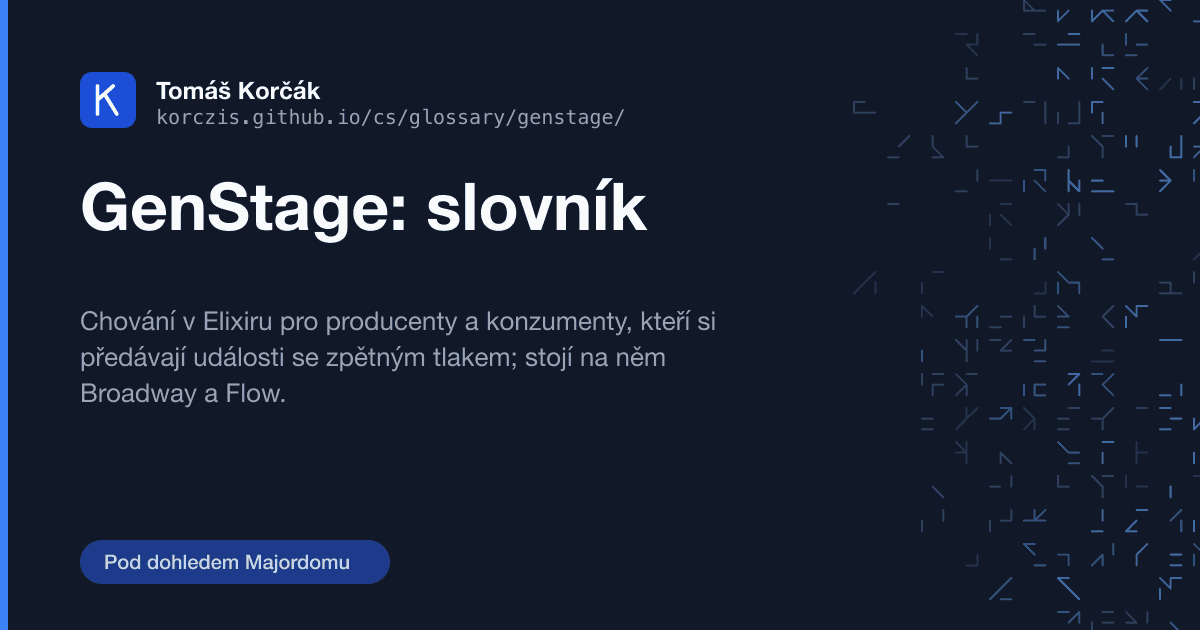 K
Tomáš Korčák
korczis.github.io/cs/glossary/genstage/
GenStage: slovník
Chování v Elixiru pro producenty a konzumenty, kteří si
předávají události se zpětným tlakem; stojí na něm
Broadway a Flow.
Pod dohledem Majordomu